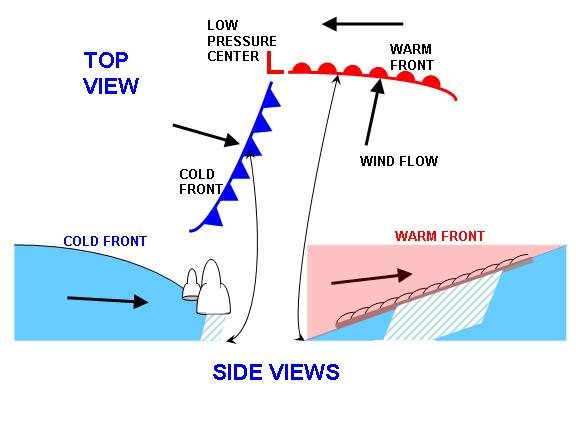 LOW
PRESSURE
CENTER
L
TOP
VIEW
WARM
FRONT
WIND FLOW
COLD
FRONT
COLD FRONT
WARM FRONT
SIDE VIEWS